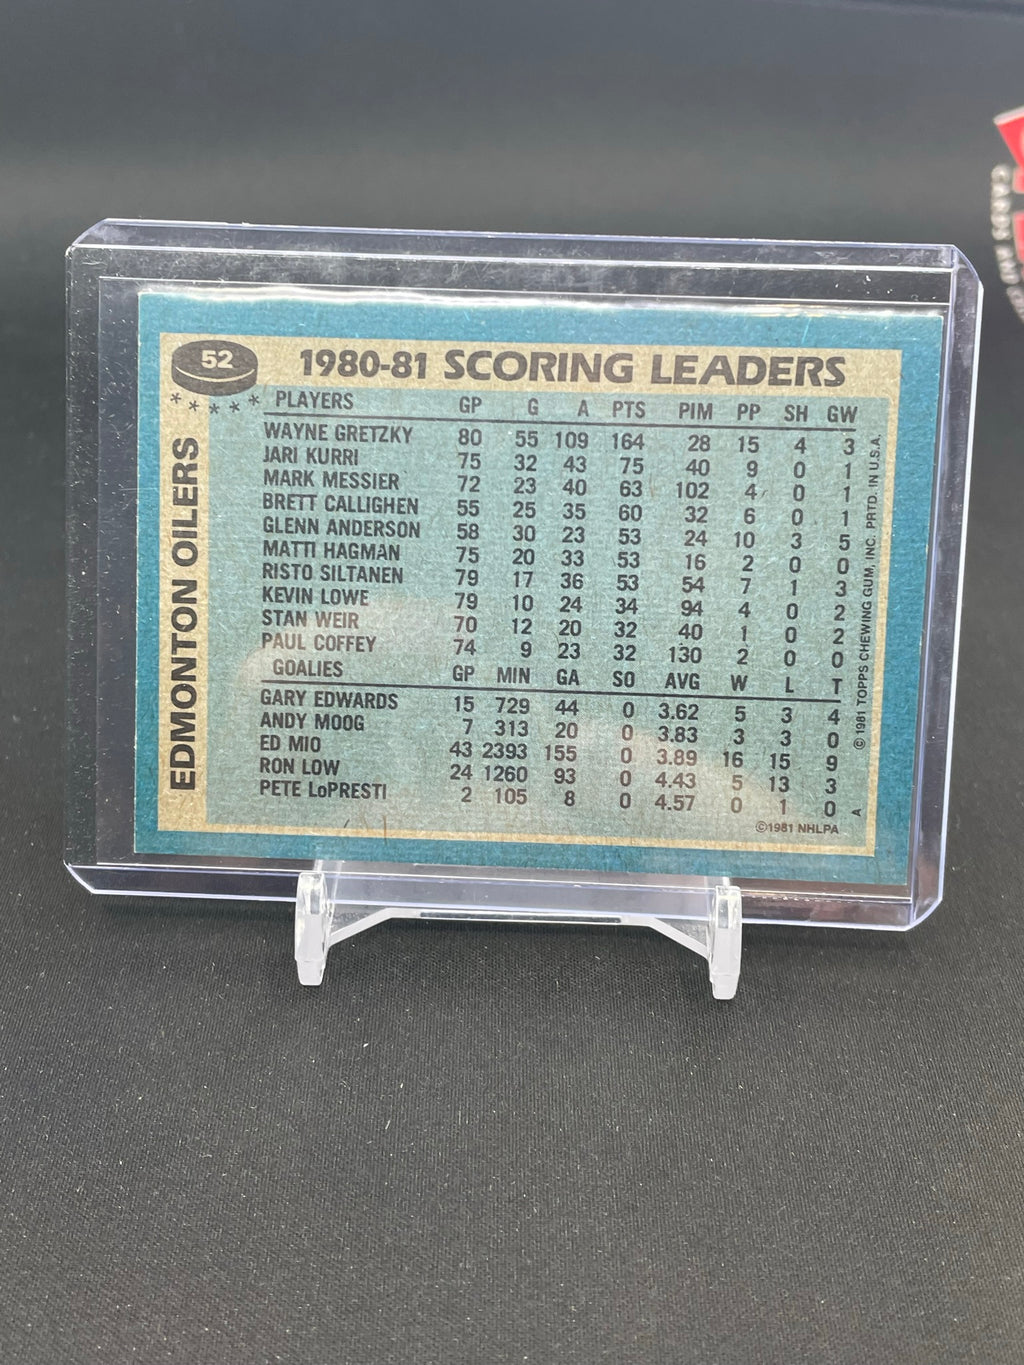 CARDS AND CO
52
1980-81 SCORING LEADERS
EDMONTON OILERS
PLAYERS GP G A PTS PIM PP SH GW
WAYNE GRETZKY 80 55 109 164 28 15 4 3
JARI KURRI 75 32 43 75 40 9 0 1
MARK MESSIER 72 23 40 63 102 4 0 1
BRETT CALLIGHEN 55 25 35 60 32 6 0 1
GLENN ANDERSON 58 30 23 53 24 10 3 5
MATTI HAGMAN 75 20 33 53 16 2 0 0
RISTO SILTANEN 79 17 36 53 54 7 1 3
KEVIN LOWE 79 10 24 34 94 4 0 2
STAN WEIR 70 12 20 32 40 1 0 2
PAUL COFFEY 74 9 23 32 130 2 0 0
GOALIES GP MIN GA SO AVG W L T
GARY EDWARDS 15 729 44 0 3.62 5 3 4
ANDY MOOG 7 313 20 0 3.83 3 3 0
ED MIO 43 2393 155 0 3.89 16 15 9
RON LOW 24 1260 93 0 4.43 5 13 3
PETE LoPRESTI 2 105 8 0 4.57 0 1 0
©1981 NHLPA
A
© 1981 TOPPS CHEWING GUM, INC. PRTD. IN U.S.A.